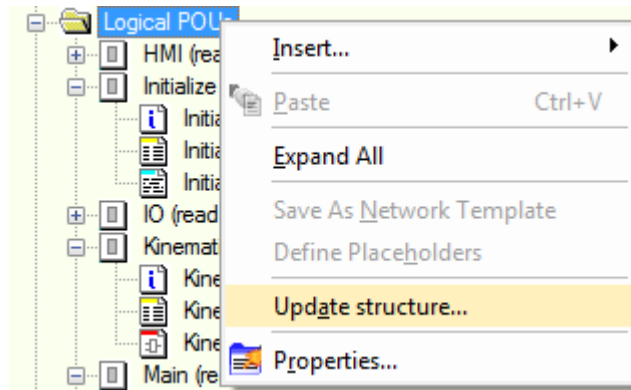 Logical POUs
HMI (rea
Insert...
Initialize
Paste Ctrl+V
Initia
Initia
Expand All
Initia
IO (read
Save As Network Template
Kinemat
Define Placeholders
Kine
Kine
Update structure...
Kine
Properties...
Main (re